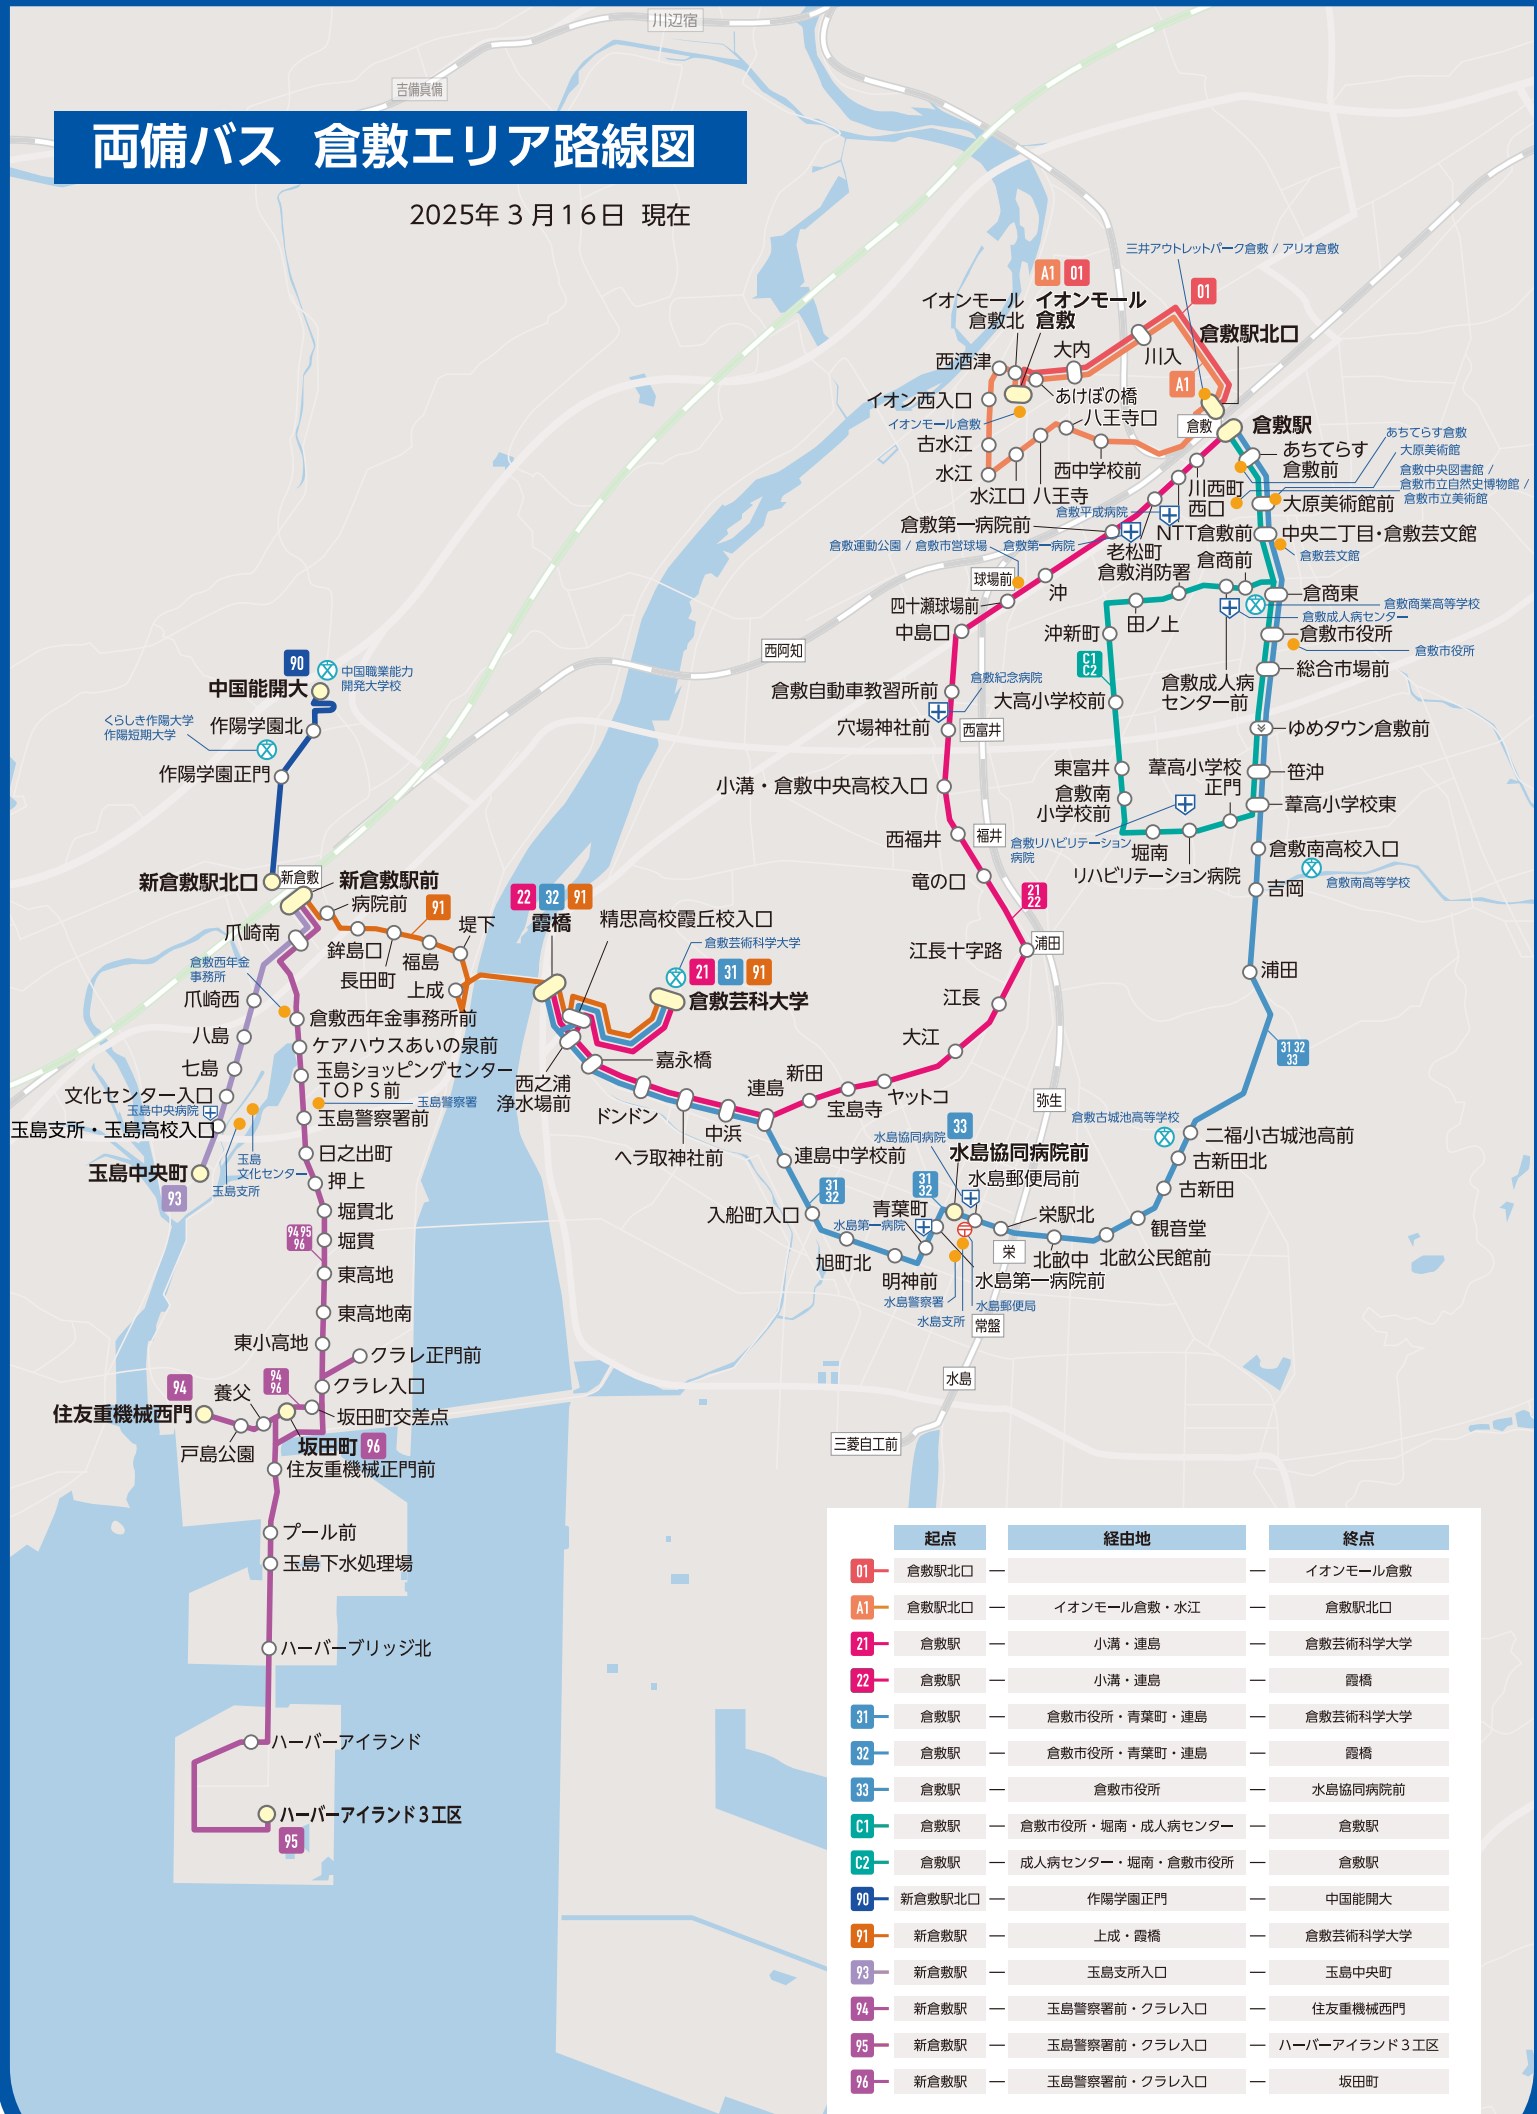 川辺宿
吉備真備
両備バス 倉敷エリア路線図
2025年3月16日 現在
三井アウトレットパーク倉敷 / アリオ倉敷
A1
01
01
イオンモール
倉敷北
イオンモール
倉敷
倉敷駅北口
大内
川入
西酒津
A1
あけぼの橋
イオン西入口
八王寺口
イオンモール倉敷
倉敷
倉敷駅
あちてらす倉敷
古水江
あちてらす
倉敷前
大原美術館
水江
西中学校前
倉敷中央図書館 /
倉敷市立自然史博物館 /
倉敷市立美術館
水江口
八王寺
川西町
西口
大原美術館前
倉敷平成病院
倉敷第一病院前
NTT倉敷前
中央二丁目・倉敷芸文館
倉敷運動公園 / 倉敷市営球場
倉敷第一病院
老松町
倉敷芸文館
倉敷消防署
倉商前
球場前
沖
倉商東
四十瀬球場前
倉敷商業高等学校
倉敷成人病センター
中島口
沖新町
田ノ上
倉敷市役所
倉敷市役所
西阿知
C1
C2
総合市場前
倉敷紀念病院
倉敷成人病
センター前
倉敷自動車教習所前
大高小学校前
穴場神社前
西富井
ゆめタウン倉敷前
東富井
葦高小学校
正門
笹沖
小溝・倉敷中央高校入口
倉敷南
小学校前
葦高小学校東
西福井
福井
倉敷リハビリテーション
病院
堀南
倉敷南高校入口
竜の口
リハビリテーション病院
吉岡
倉敷南高等学校
21
22
江長十字路
浦田
浦田
江長
大江
31 32
33
90
中国職業能力
開発大学校
中国能開大
くらしき作陽大学
作陽短期大学
作陽学園北
作陽学園正門
新倉敷駅北口
新倉敷
新倉敷駅前
病院前
91
爪崎南
鉾島口
長田町
福島
堤下
上成
倉敷西年金
事務所
爪崎西
倉敷西年金事務所前
八島
ケアハウスあいの泉前
七島
玉島ショッピングセンター
TOPS前
文化センター入口
玉島中央病院
玉島警察署
玉島警察署前
玉島支所・玉島高校入口
玉島
文化センター
日之出町
玉島中央町
玉島支所
93
押上
堀貫北
94 95
96
堀貫
東高地
東高地南
東小高地
クラレ正門前
94
96
クラレ入口
94
養父
住友重機械西門
坂田町交差点
戸島公園
坂田町
96
住友重機械正門前
プール前
玉島下水処理場
ハーバーブリッジ北
ハーバーアイランド
ハーバーアイランド3工区
95
22
32
91
霞橋
精思高校霞丘校入口
倉敷芸術科学大学
21
31
91
倉敷芸科大学
西之浦
浄水場前
嘉永橋
ドンドン
ヘラ取神社前
中浜
連島
新田
宝島寺
ヤットコ
弥生
連島中学校前
水島協同病院
33
水島協同病院前
水島郵便局前
倉敷古城池高等学校
二福小古城池高前
古新田北
古新田
観音堂
31
32
31
32
入船町入口
青葉町
水島第一病院
栄駅北
栄
北畝中
北畝公民館前
旭町北
明神前
水島第一病院前
水島警察署
水島郵便局
水島支所
常盤
水島
三菱自工前
起点 経由地 終点
01 倉敷駅北口 — — イオンモール倉敷
A1 倉敷駅北口 — イオンモール倉敷・水江 — 倉敷駅北口
21 倉敷駅 — 小溝・連島 — 倉敷芸術科学大学
22 倉敷駅 — 小溝・連島 — 霞橋
31 倉敷駅 — 倉敷市役所・青葉町・連島 — 倉敷芸術科学大学
32 倉敷駅 — 倉敷市役所・青葉町・連島 — 霞橋
33 倉敷駅 — 倉敷市役所 — 水島協同病院前
C1 倉敷駅 — 倉敷市役所・堀南・成人病センター — 倉敷駅
C2 倉敷駅 — 成人病センター・堀南・倉敷市役所 — 倉敷駅
90 新倉敷駅北口 — 作陽学園正門 — 中国能開大
91 新倉敷駅 — 上成・霞橋 — 倉敷芸術科学大学
93 新倉敷駅 — 玉島支所入口 — 玉島中央町
94 新倉敷駅 — 玉島警察署前・クラレ入口 — 住友重機械西門
95 新倉敷駅 — 玉島警察署前・クラレ入口 — ハーバーアイランド3工区
96 新倉敷駅 — 玉島警察署前・クラレ入口 — 坂田町